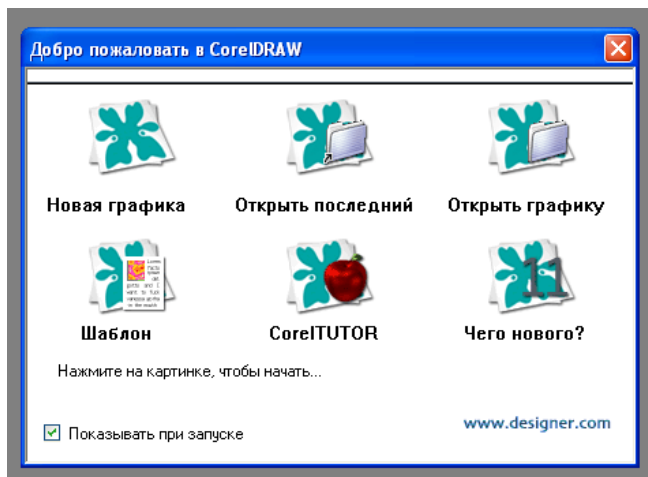 Добро пожаловать в CorelDRAW
Новая графика Открыть последний Открыть графику
11
Шаблон CorelTUTOR Чего нового?
Нажмите на картинке, чтобы начать...
Показывать при запуске
www.designer.com